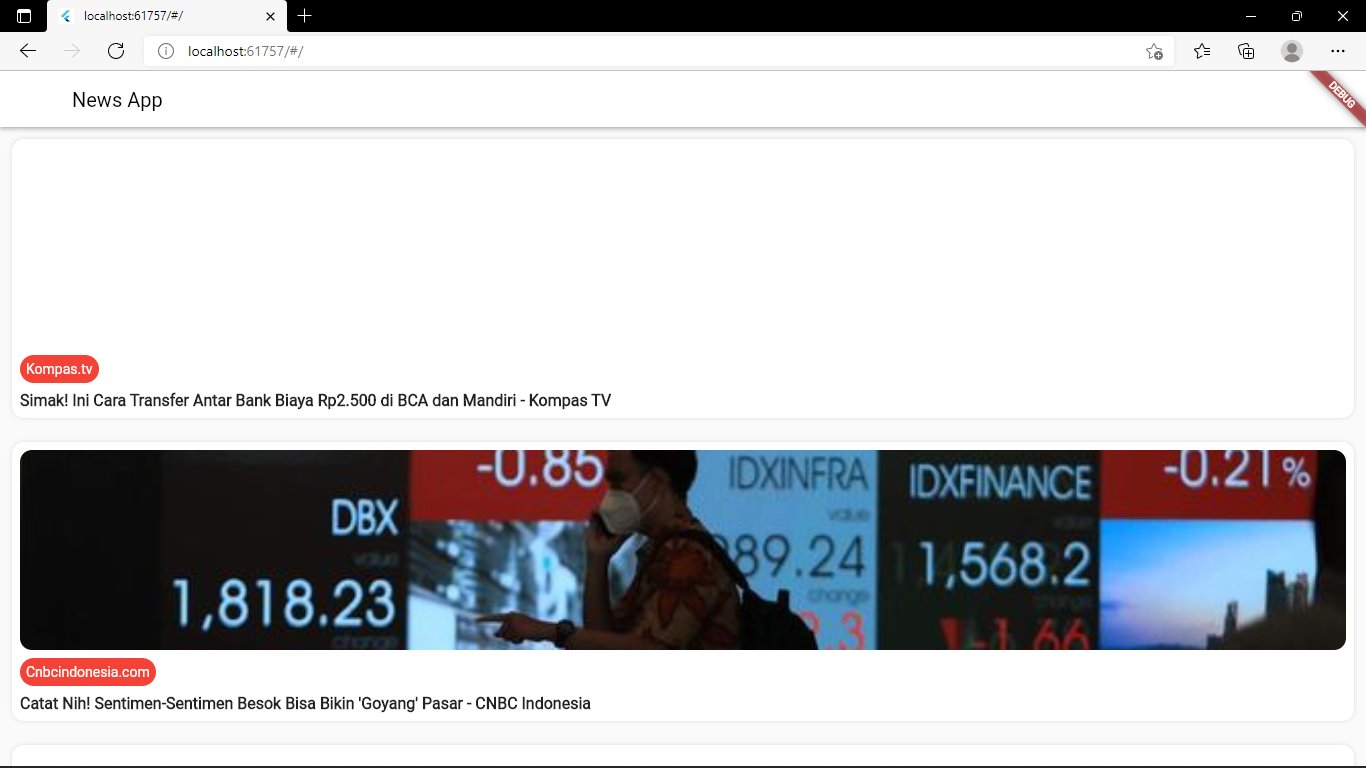 localhost:61757/#/
localhost:61757/#/
News App
DEBUG
Kompas.tv
Simak! Ini Cara Transfer Antar Bank Biaya Rp2.500 di BCA dan Mandiri - Kompas TV
-0.85
IDXINFRA
IDXFINANCE
-0.21%
DBX
value
value
value
1,818.23
89.24
1,568.2
change
change
change
3.3
-1.66
Cnbcindonesia.com
Catat Nih! Sentimen-Sentimen Besok Bisa Bikin 'Goyang' Pasar - CNBC Indonesia